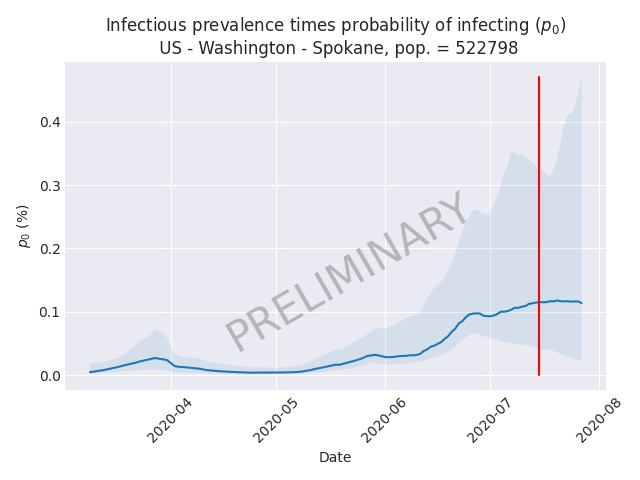 Infectious prevalence times probability of infecting (p₀)
US - Washington - Spokane, pop. = 522798
0.4
0.3
0.2
0.1
0.0
p₀ (%)
PRELIMINARY
2020-04
2020-05
2020-06
2020-07
2020-08
Date